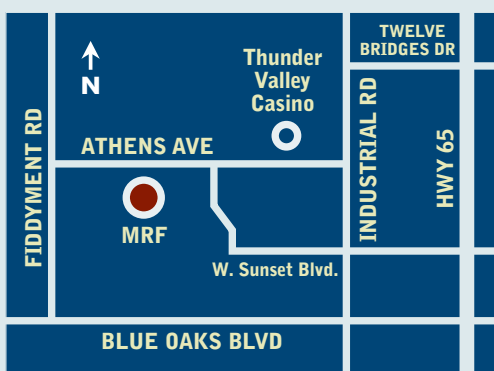 TWELVE
BRIDGES DR
Thunder
Valley
Casino
N
ATHENS AVE
FIDDYMENT RD
INDUSTRIAL RD
HWY 65
MRF
W. Sunset Blvd.
BLUE OAKS BLVD